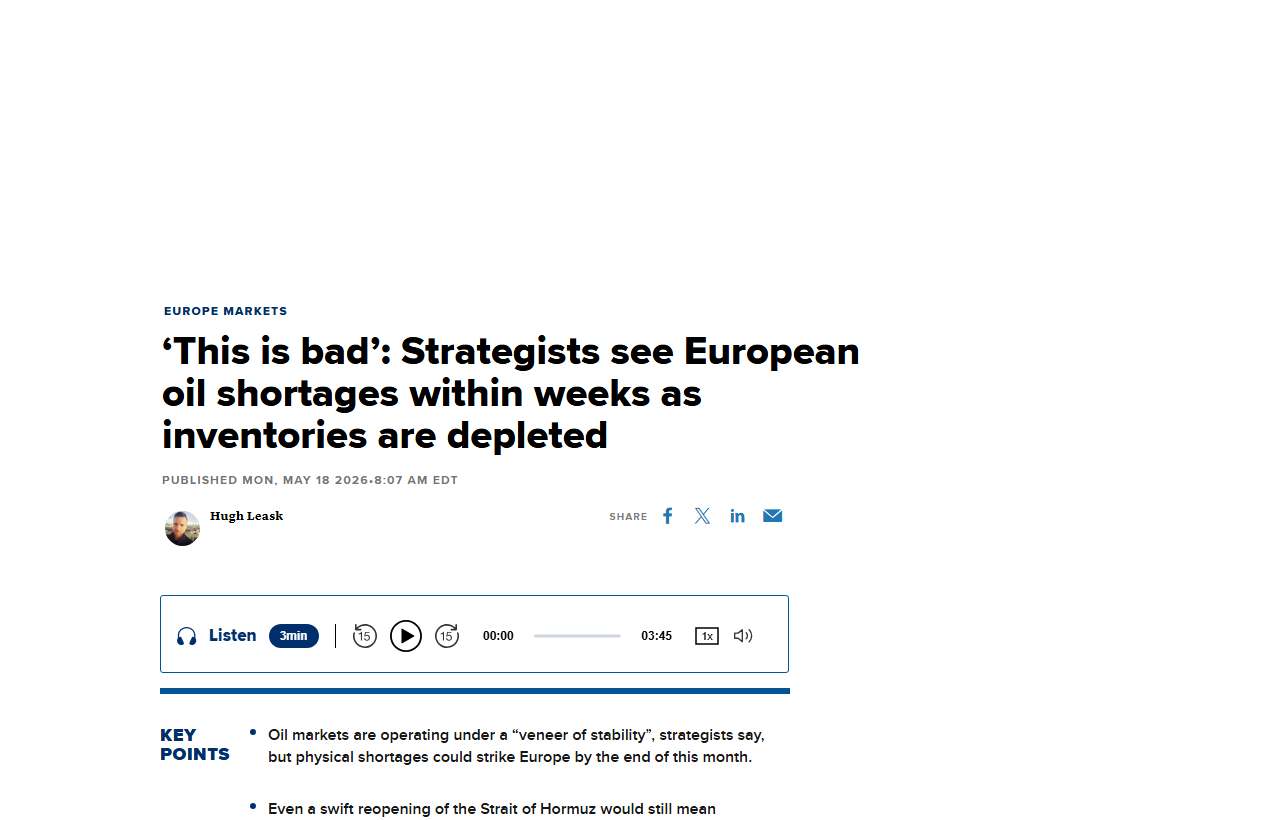 EUROPE MARKETS
‘This is bad’: Strategists see European
oil shortages within weeks as
inventories are depleted
PUBLISHED MON, MAY 18 2026•8:07 AM EDT
Hugh Leask
SHARE
Listen 3min 15 15 00:00 03:45 1x
KEY POINTS
• Oil markets are operating under a “veneer of stability”, strategists say,
but physical shortages could strike Europe by the end of this month.
• Even a swift reopening of the Strait of Hormuz would still mean